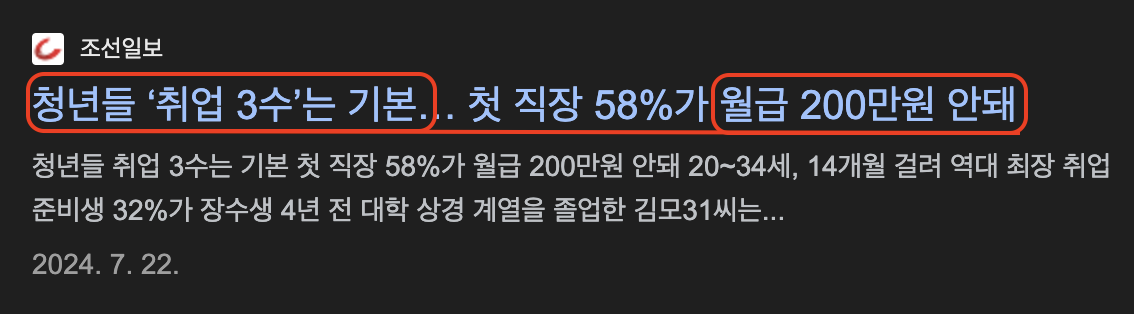 조선일보
청년들 ‘취업 3수’는 기본… 첫 직장 58%가 월급 200만원 안돼
청년들 취업 3수는 기본 첫 직장 58%가 월급 200만원 안돼 20~34세, 14개월 걸려 역대 최장 취업
준비생 32%가 장수생 4년 전 대학 상경 계열을 졸업한 김모31씨는...
2024. 7. 22.